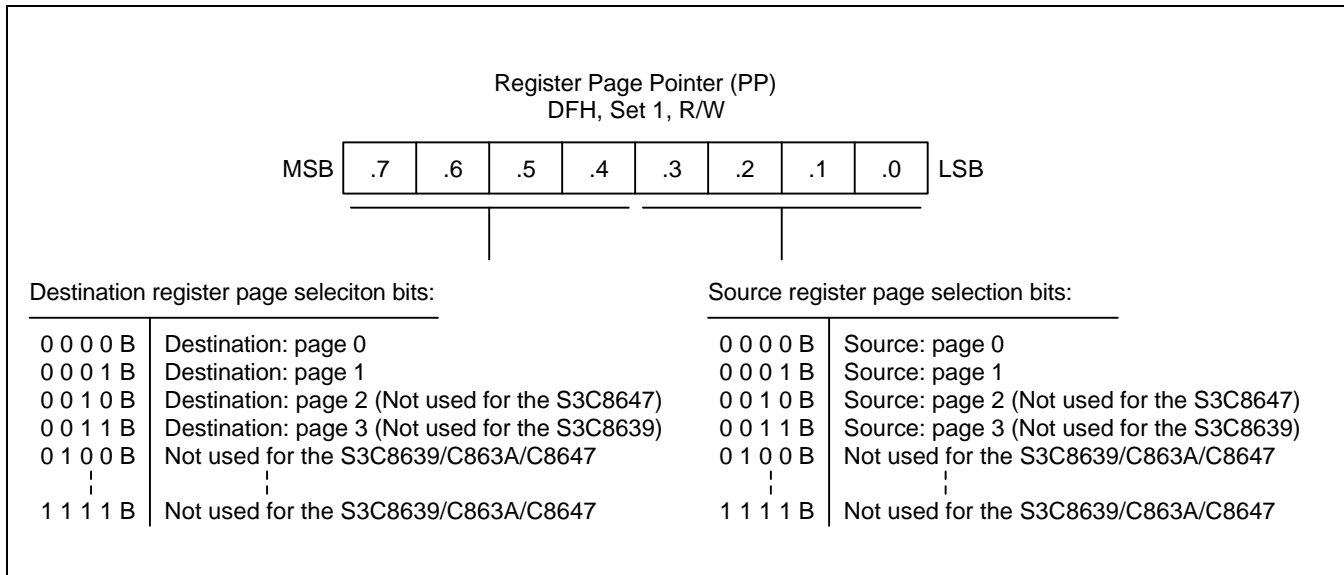 Register Page Pointer (PP)
DFH, Set 1, R/W
MSB .7 .6 .5 .4 .3 .2 .1 .0 LSB
Destination register page seleciton bits:
0 0 0 0 B Destination: page 0
0 0 0 1 B Destination: page 1
0 0 1 0 B Destination: page 2 (Not used for the S3C8647)
0 0 1 1 B Destination: page 3 (Not used for the S3C8639)
0 1 0 0 B Not used for the S3C8639/C863A/C8647
1 1 1 1 B Not used for the S3C8639/C863A/C8647
Source register page selection bits:
0 0 0 0 B Source: page 0
0 0 0 1 B Source: page 1
0 0 1 0 B Source: page 2 (Not used for the S3C8647)
0 0 1 1 B Source: page 3 (Not used for the S3C8639)
0 1 0 0 B Not used for the S3C8639/C863A/C8647
1 1 1 1 B Not used for the S3C8639/C863A/C8647